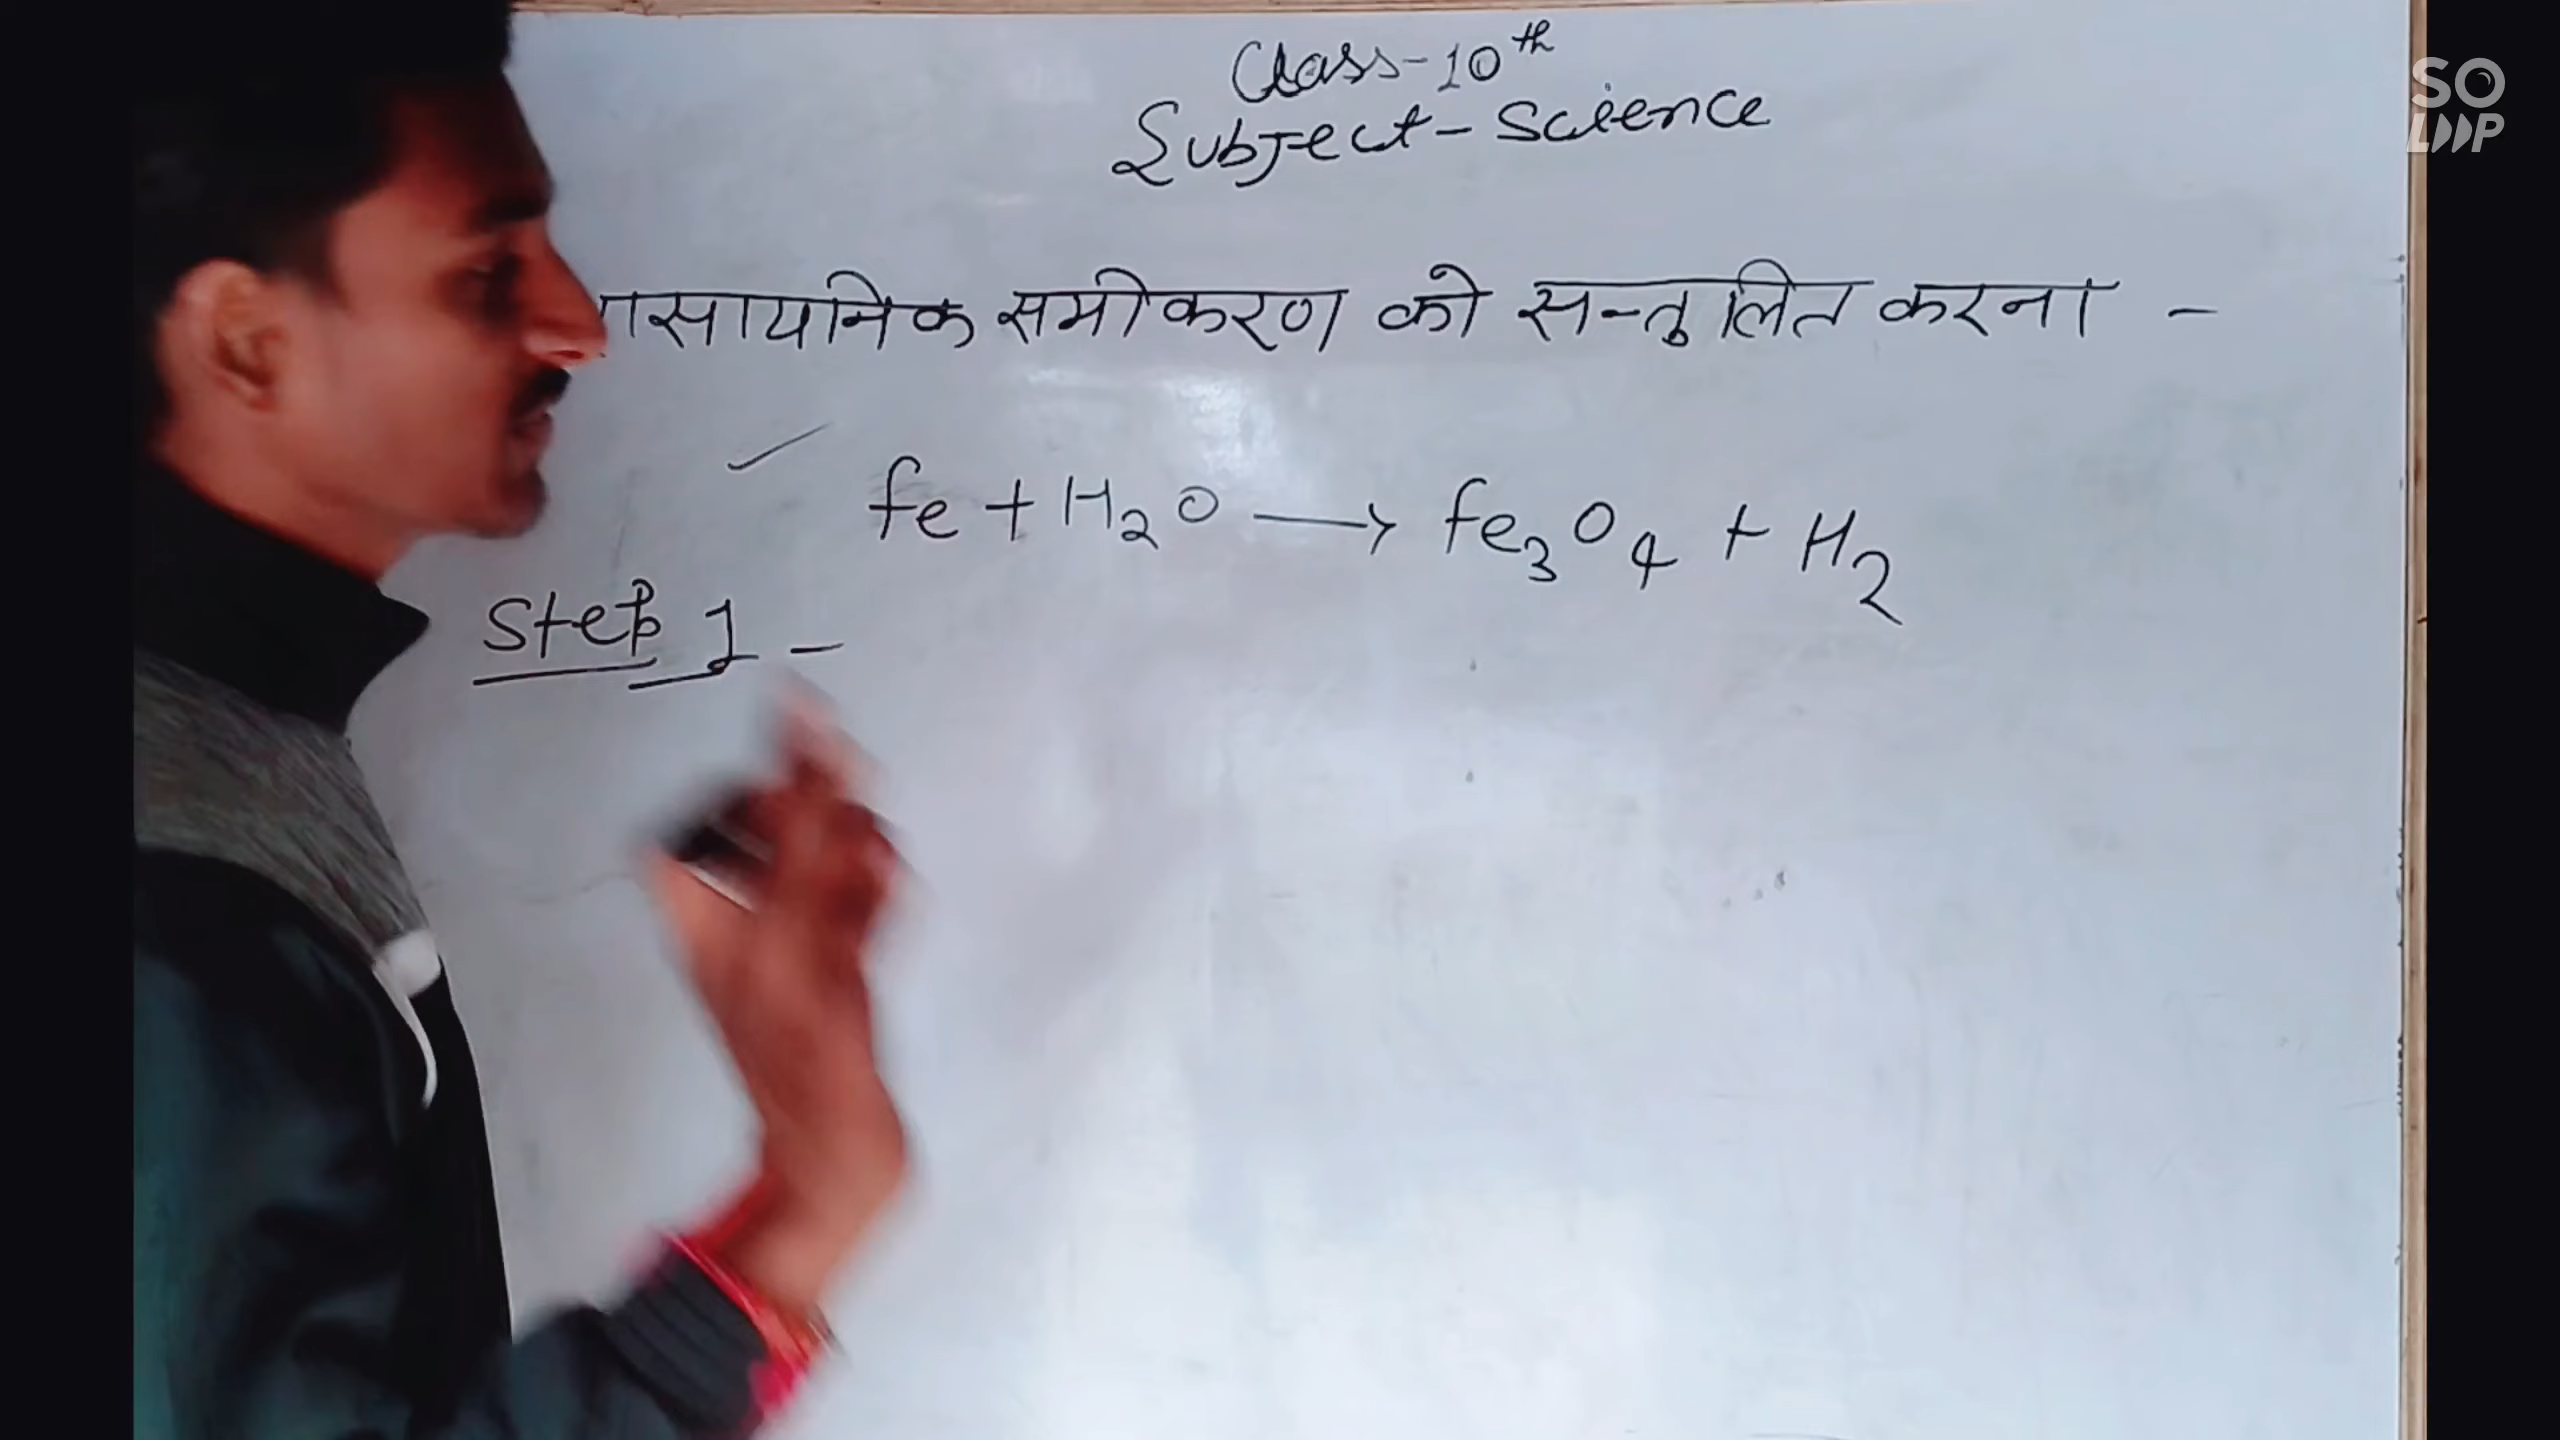 Class-10th
Subject-Science
SO
LOOP
ासायनिक समीकरण को सन्तुलित करना -
fe + H2O → fe3O4 + H2
Step 1 -